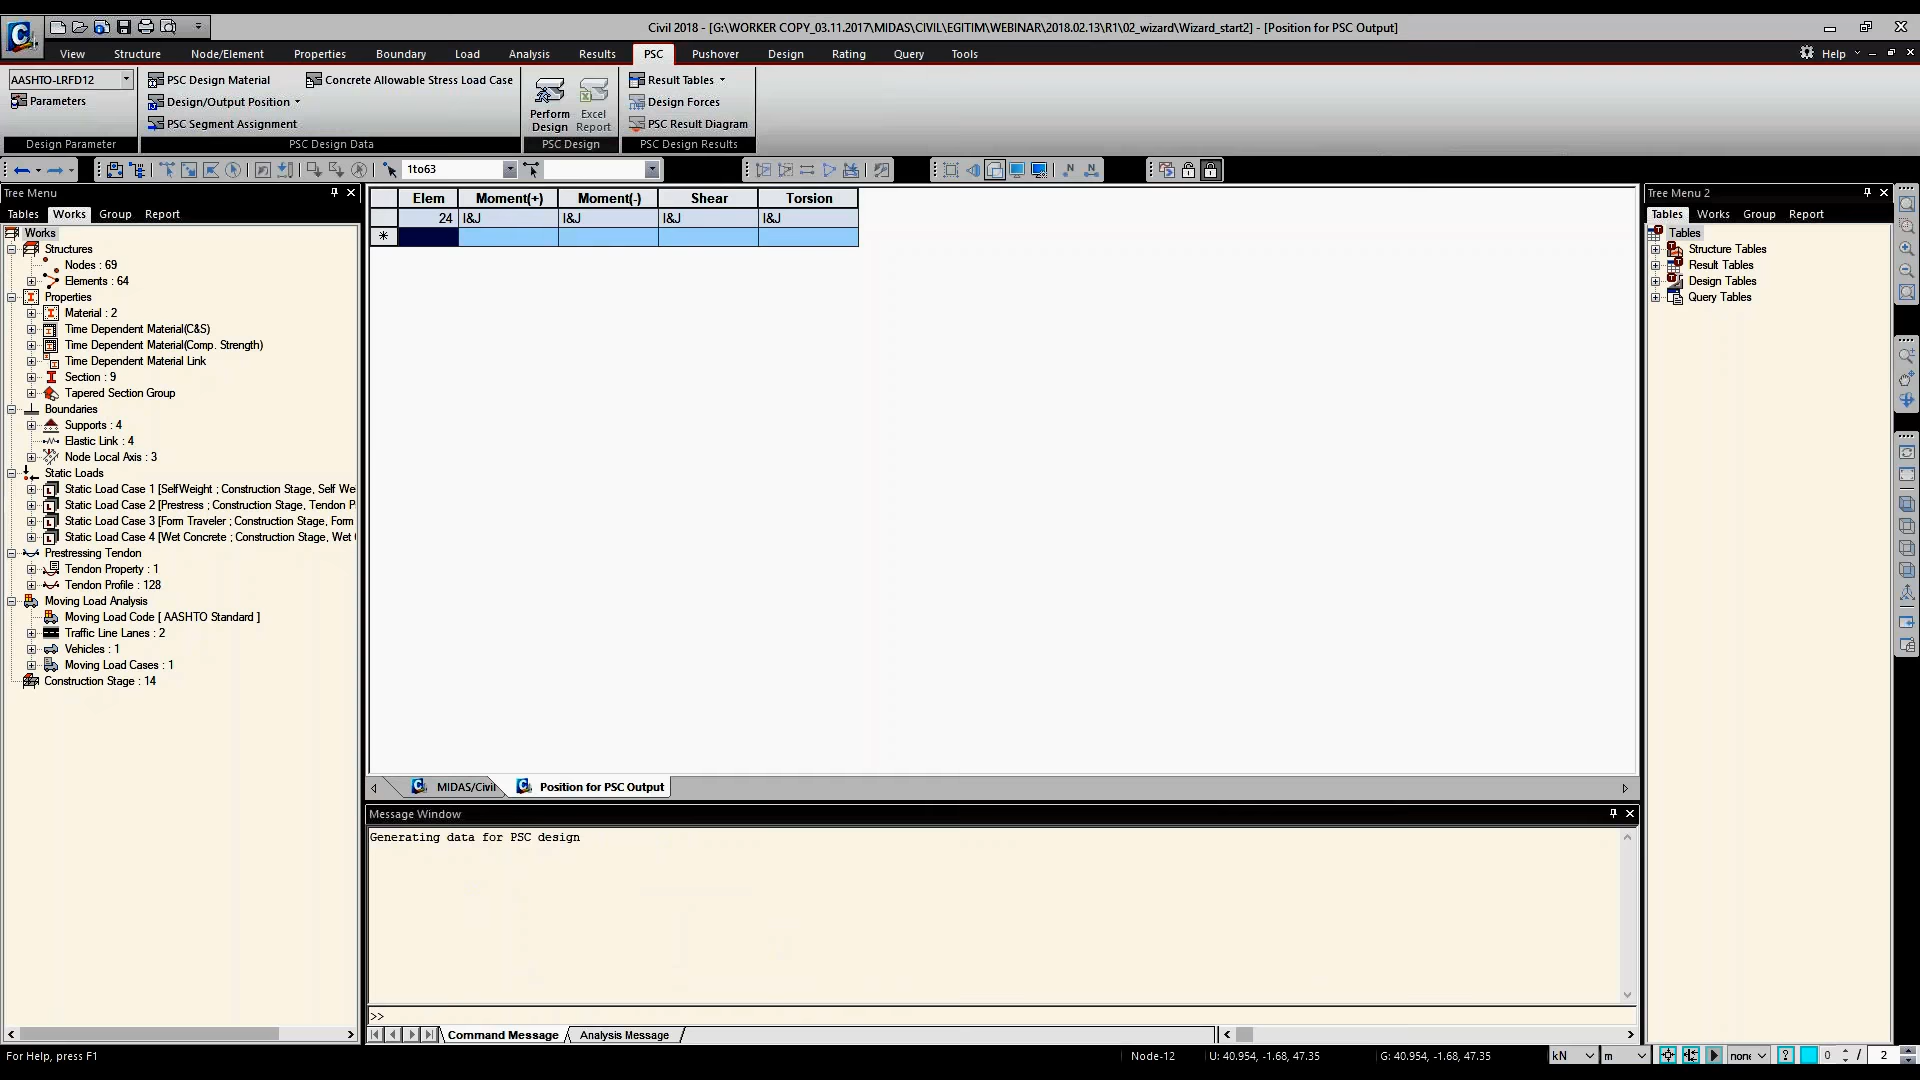 Civil 2018 - [G:\WORKER COPY_03.11.2017\MIDAS\CIVIL\EGITIM\WEBINAR\2018.02.13\R1\02_wizard\Wizard_start2] - [Position for PSC Output]
View Structure Node/Element Properties Boundary Load Analysis Results PSC Pushover Design Rating Query Tools Help
AASHTO-LRFD12
Parameters
Design Parameter
PSC Design Material
Concrete Allowable Stress Load Case
Design/Output Position
PSC Segment Assignment
PSC Design Data
Perform Design
Excel Report
PSC Design
Result Tables
Design Forces
PSC Result Diagram
PSC Design Results
1to63
Tree Menu
Tables Works Group Report
Works
Structures
Nodes : 69
Elements : 64
Properties
Material : 2
Time Dependent Material(C&S)
Time Dependent Material(Comp. Strength)
Time Dependent Material Link
Section : 9
Tapered Section Group
Boundaries
Supports : 4
Elastic Link : 4
Node Local Axis : 3
Static Loads
Static Load Case 1 [SelfWeight ; Construction Stage, Self We
Static Load Case 2 [Prestress ; Construction Stage, Tendon P
Static Load Case 3 [Form Traveler ; Construction Stage, Form
Static Load Case 4 [Wet Concrete ; Construction Stage, Wet
Prestressing Tendon
Tendon Property : 1
Tendon Profile : 128
Moving Load Analysis
Moving Load Code [ AASHTO Standard ]
Traffic Line Lanes : 2
Vehicles : 1
Moving Load Cases : 1
Construction Stage : 14
Elem Moment(+) Moment(-) Shear Torsion
24 I&J I&J I&J I&J
*
MIDAS/Civil Position for PSC Output
Message Window
Generating data for PSC design
>>
Command Message Analysis Message
Tree Menu 2
Tables Works Group Report
Tables
Structure Tables
Result Tables
Design Tables
Query Tables
For Help, press F1
Node-12 U: 40.954, -1.68, 47.35 G: 40.954, -1.68, 47.35 kN m none ? 0 / 2